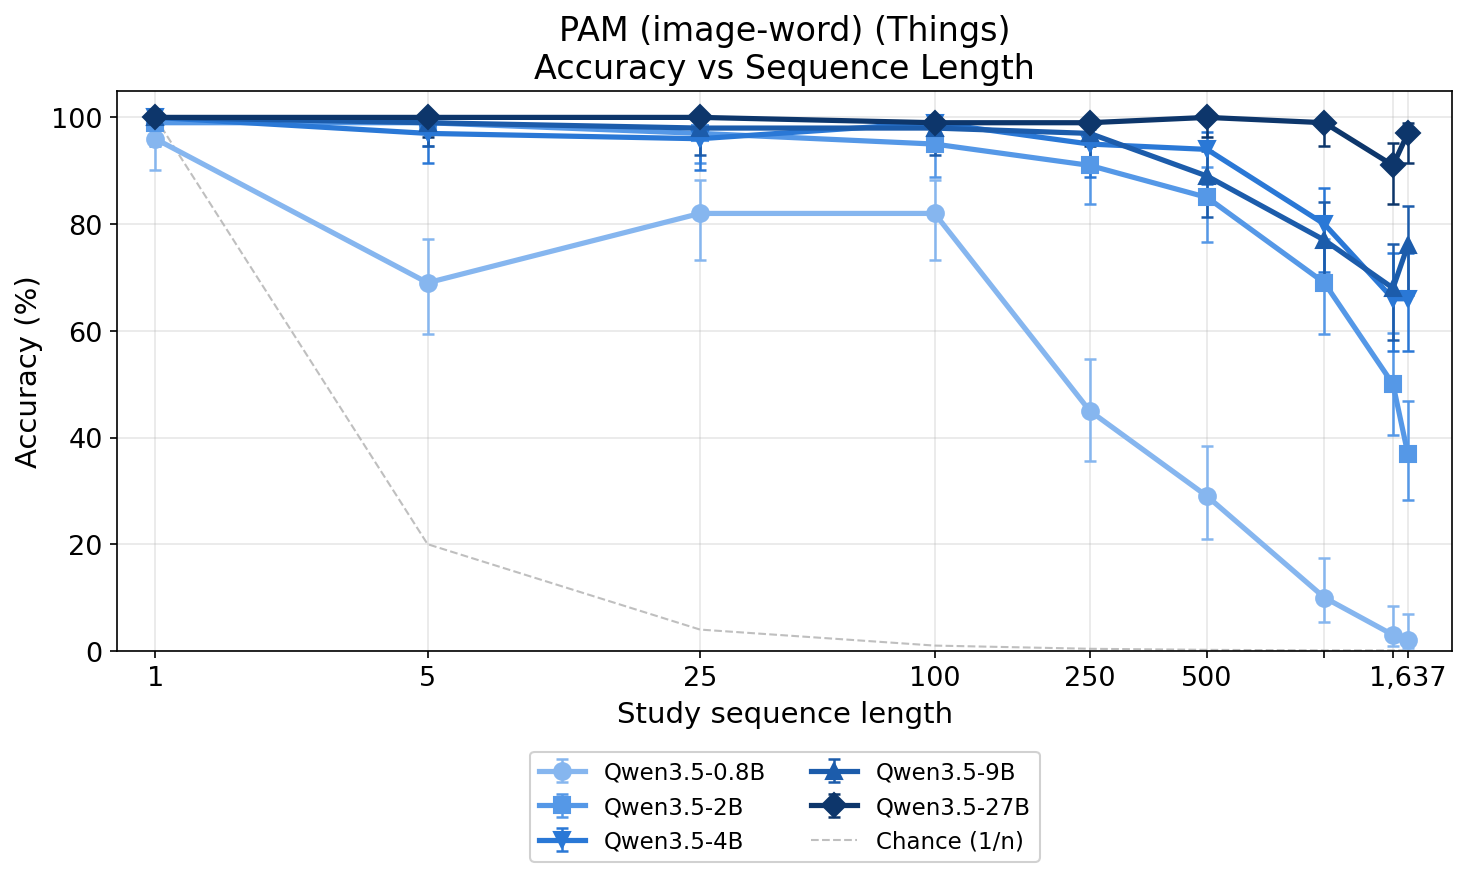 PAM (image-word) (Things)
Accuracy vs Sequence Length
Accuracy (%)
100
80
60
40
20
0
1
5
25
100
250
500
1,637
Study sequence length
Qwen3.5-0.8B
Qwen3.5-2B
Qwen3.5-4B
Qwen3.5-9B
Qwen3.5-27B
Chance (1/n)